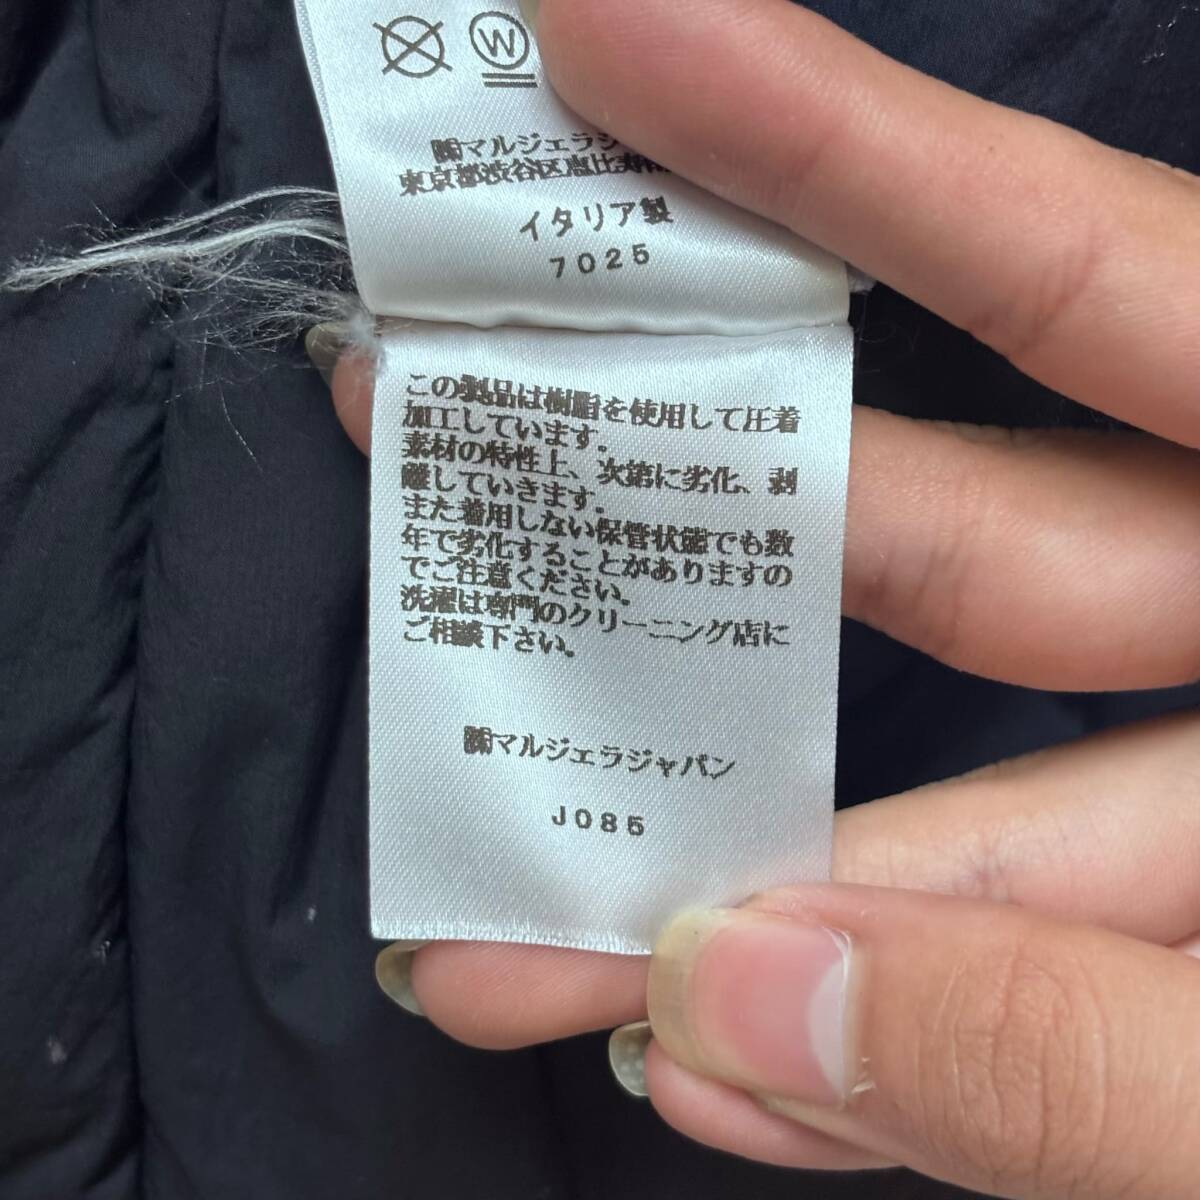 W
㈱マルジェラジ
東京都渋谷区恵比寿南
イタリア製
7025
この製品は樹脂を使用して圧着
加工しています。
素材の特性上、次第に劣化、剥
離していきます。
また着用しない保管状態でも数
年で劣化することがありますの
でご注意ください。
洗濯は専門のクリーニング店に
ご相談下さい。
㈱マルジェラジャパン
J085